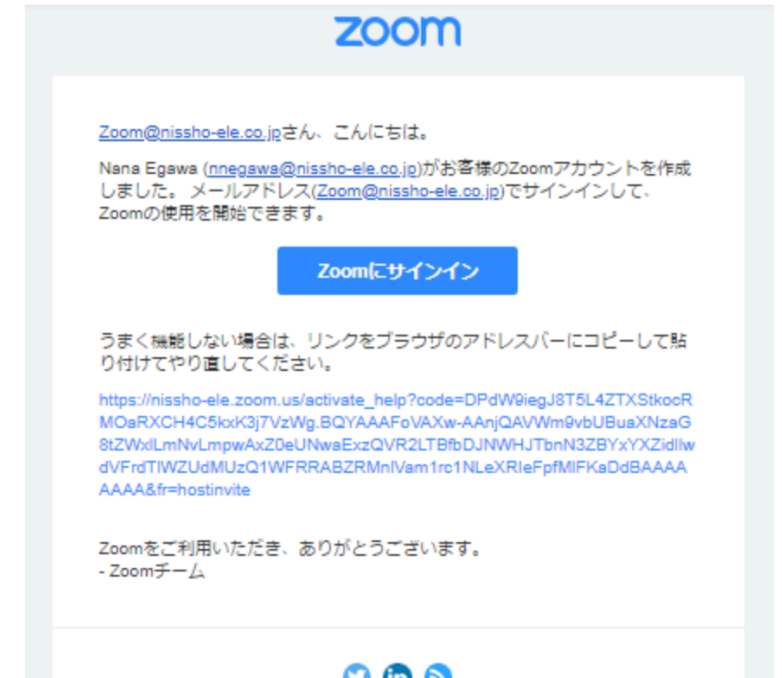 zoom
Zoom@nissho-ele.co.jpさん、こんにちは。
Nana Egawa (nnegawa@nissho-ele.co.jp)がお客様のZoomアカウントを作成
しました。 メールアドレス(Zoom@nissho-ele.co.jp)でサインインして、
Zoomの使用を開始できます。
Zoomにサインイン
うまく機能しない場合は、リンクをブラウザのアドレスバーにコピーして貼
り付けてやり直してください。
https://nissho-ele.zoom.us/activate_help?code=DPdW9iegJ8T5L4ZTXStkocR
MOaRXCH4C5kxK3j7VzWg.BQYAAAFoVAXw-AAnjQAVWm9vbUBuaXNzaG
8tZWxlLmNvLmpwAxZ0eUNwaExzQVR2LTBfbDJNWHJTbnN3ZBYxYXZidllw
dVFrdTlWZUdMUzQ1WFRRABZRMnlVam1rc1NLeXRIeFpfMlFKaDdBAAAA
AAAA&fr=hostinvite
Zoomをご利用いただき、ありがとうございます。
- Zoomチーム
in